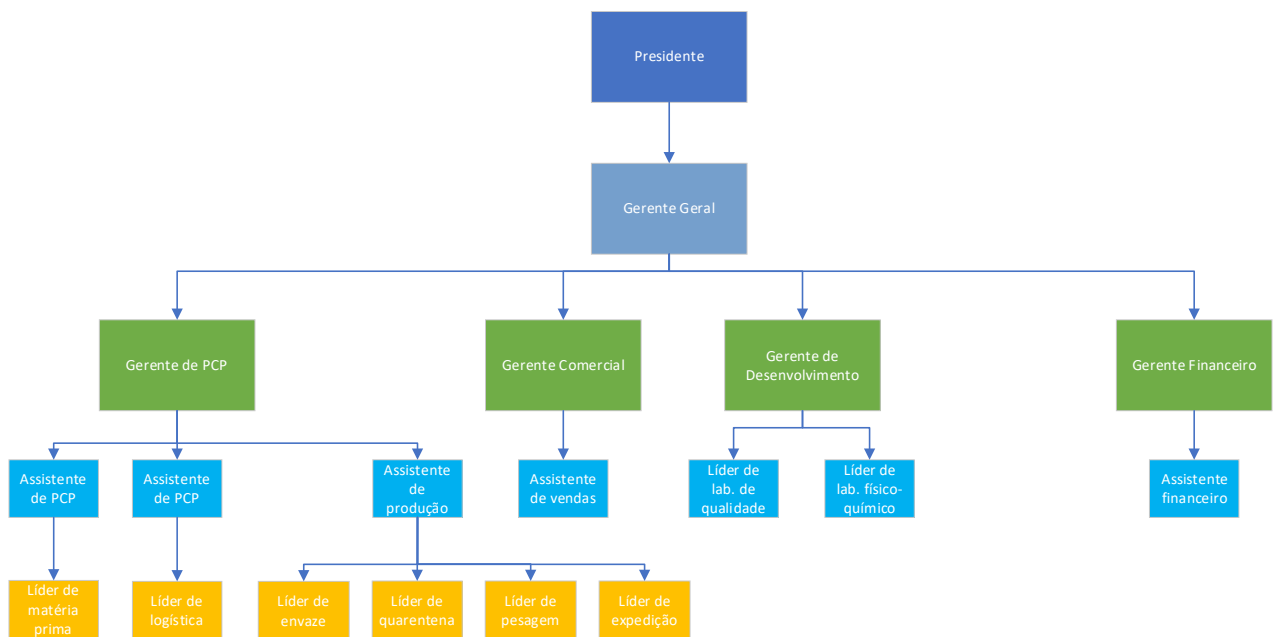 Presidente
Gerente Geral
Gerente de PCP
Gerente Comercial
Gerente de
Desenvolvimento
Gerente Financeiro
Assistente
de PCP
Assistente
de PCP
Assistente
de
produção
Assistente
de vendas
Líder de
lab. de
qualidade
Líder de
lab. físico-
químico
Assistente
financeiro
Líder de
matéria
prima
Líder de
logística
Líder de
envaze
Líder de
quarentena
Líder de
pesagem
Líder de
expedição